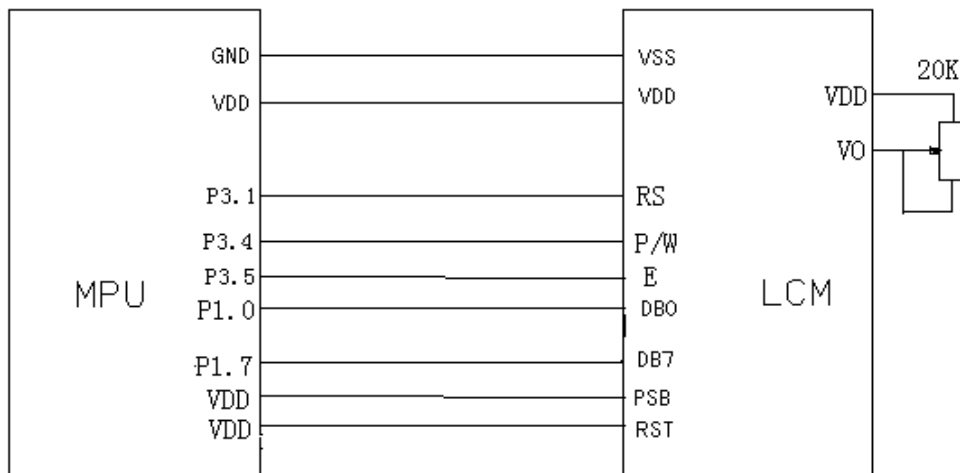 GND VSS
20K
VDD VDD VDD
VO
P3.1 RS
P3.4 P/W
P3.5 E
MPU LCM
P1.0 DB0
P1.7 DB7
VDD PSB
VDD RST